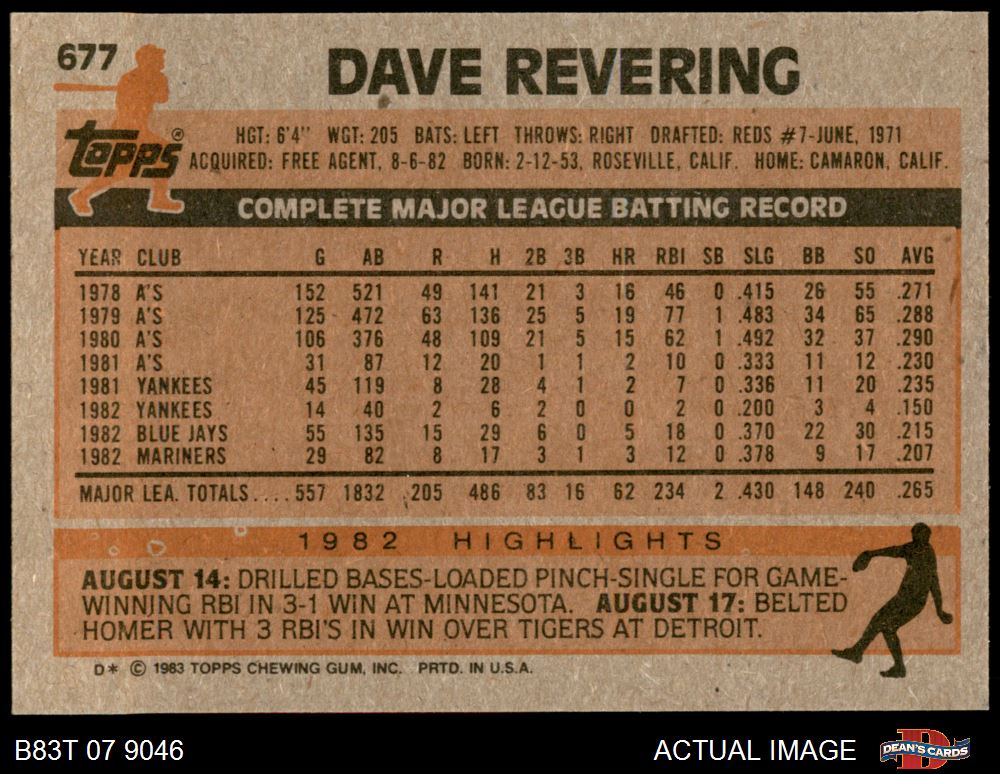 677
DAVE REVERING
topps®
HGT: 6'4" WGT: 205 BATS: LEFT THROWS: RIGHT DRAFTED: REDS #7-JUNE, 1971
ACQUIRED: FREE AGENT, 8-6-82 BORN: 2-12-53, ROSEVILLE, CALIF. HOME: CAMARON, CALIF.
COMPLETE MAJOR LEAGUE BATTING RECORD
YEAR CLUB G AB R H 2B 3B HR RBI SB SLG BB SO AVG
1978 A'S 152 521 49 141 21 3 16 46 0 .415 26 55 .271
1979 A'S 125 472 63 136 25 5 19 77 1 .483 34 65 .288
1980 A'S 106 376 48 109 21 5 15 62 1 .492 32 37 .290
1981 A'S 31 87 12 20 1 1 2 10 0 .333 11 12 .230
1981 YANKEES 45 119 8 28 4 1 2 7 0 .336 11 20 .235
1982 YANKEES 14 40 2 6 2 0 0 2 0 .200 3 4 .150
1982 BLUE JAYS 55 135 15 29 6 0 5 18 0 .370 22 30 .215
1982 MARINERS 29 82 8 17 3 1 3 12 0 .378 9 17 .207
MAJOR LEA. TOTALS.... 557 1832 205 486 83 16 62 234 2 .430 148 240 .265
1982 HIGHLIGHTS
AUGUST 14: DRILLED BASES-LOADED PINCH-SINGLE FOR GAME-
WINNING RBI IN 3-1 WIN AT MINNESOTA. AUGUST 17: BELTED
HOMER WITH 3 RBI'S IN WIN OVER TIGERS AT DETROIT.
D* © 1983 TOPPS CHEWING GUM, INC. PRTD. IN U.S.A.
B83T 07 9046 ACTUAL IMAGE DEAN'S CARDS